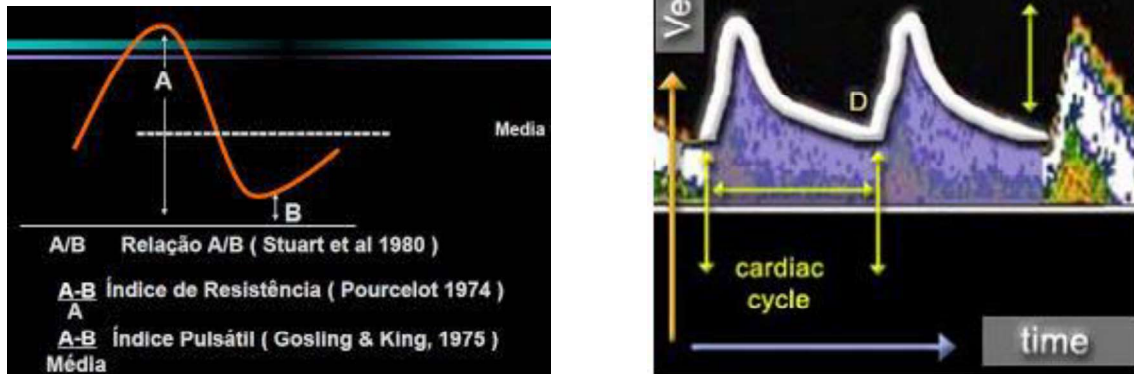 A
Media
B
A/B Relação A/B ( Stuart et al 1980 )
A-B Índice de Resistência ( Pourcelot 1974 )
A
A-B Índice Pulsátil ( Gosling & King, 1975 )
Média
Ve
D
cardiac
cycle
time